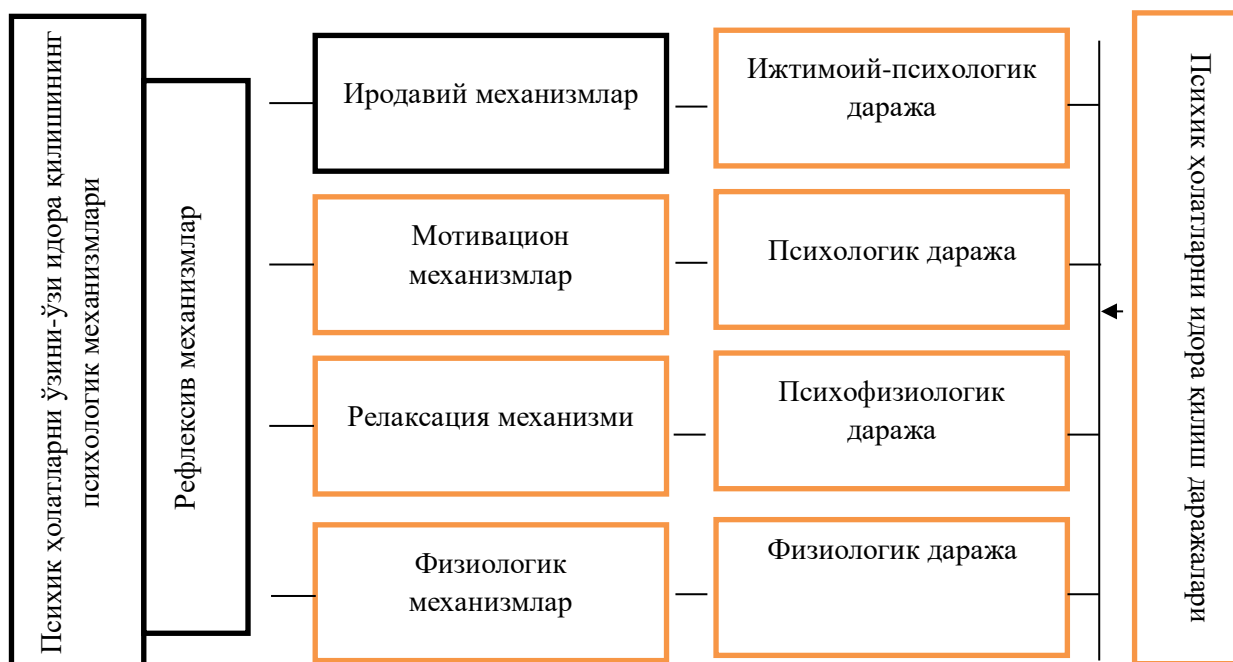 Психик ҳолатларни ўзини-ўзи идора қилишининг
психологик механизмлари
Рефлексив механизмлар
Иродавий механизмлар
Ижтимоий-психологик
даража
Мотивацион
механизмлар
Психологик даража
Релаксация механизми
Психофизиологик
даража
Физиологик
механизмлар
Физиологик даража
Психик ҳолатларни идора қилиш даражалари